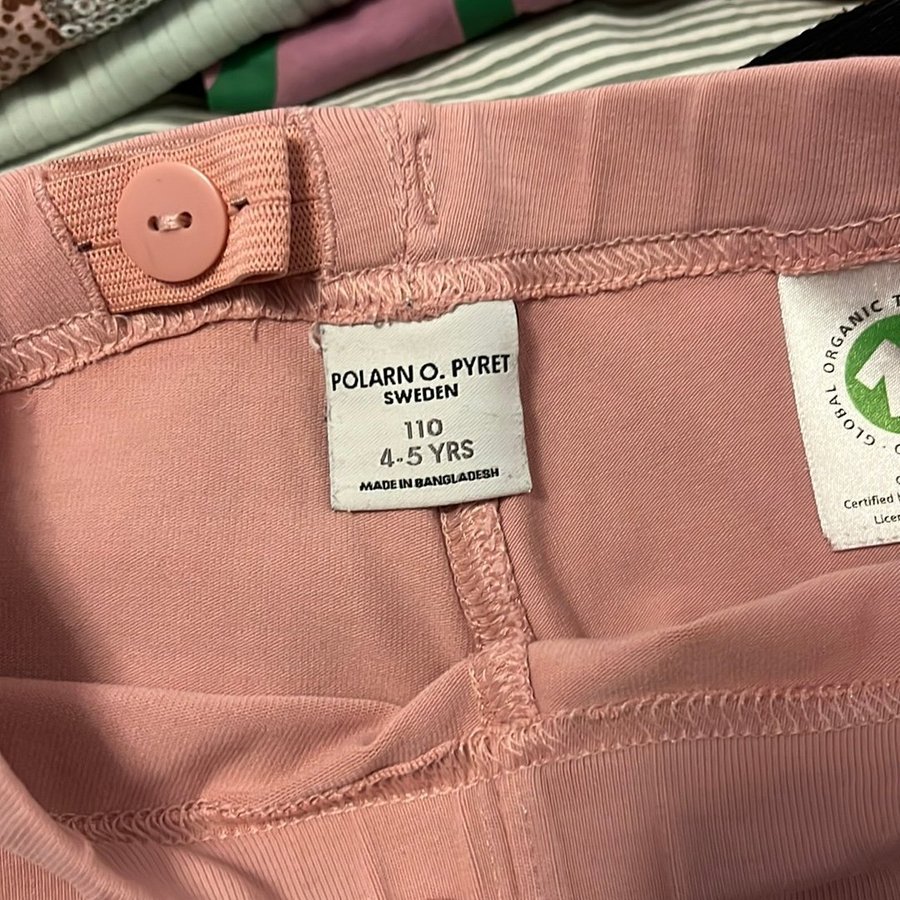 POLARN O. PYRET
SWEDEN
110
4-5 YRS
MADE IN BANGLADESH
GLOBAL ORGANIC T
Certified
Licen